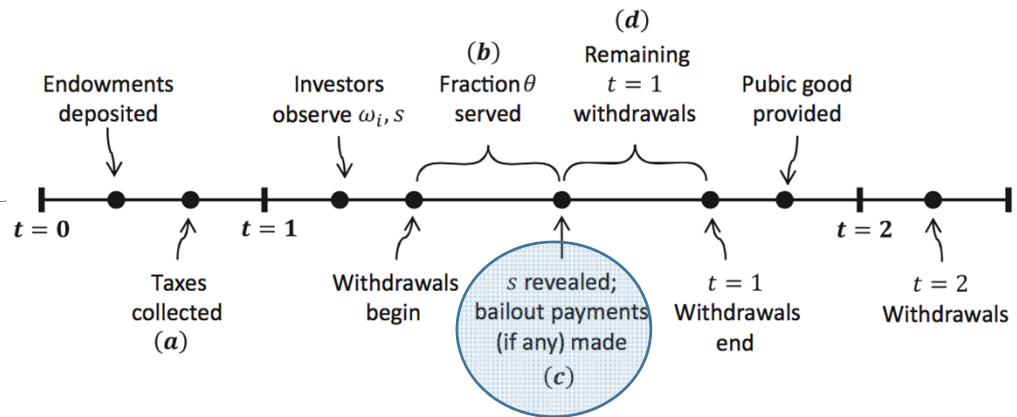 (d)
(b)
Remaining
Endowments
deposited
Investors
observe ωᵢ, s
Fraction θ
served
t = 1
withdrawals
Pubic good
provided
t = 0
t = 1
t = 2
Taxes
collected
(a)
Withdrawals
begin
s revealed;
bailout payments
(if any) made
(c)
t = 1
Withdrawals
end
t = 2
Withdrawals